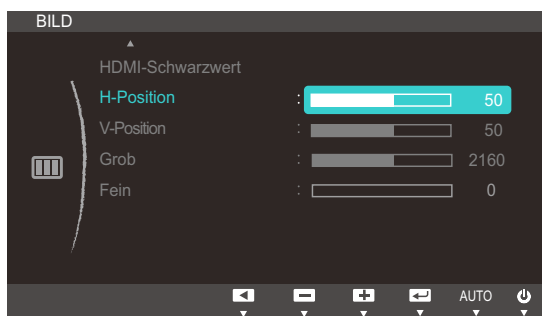 BILD
HDMI-Schwarzwert
H-Position : 50
V-Position : 50
Grob : 2160
Fein : 0
AUTO